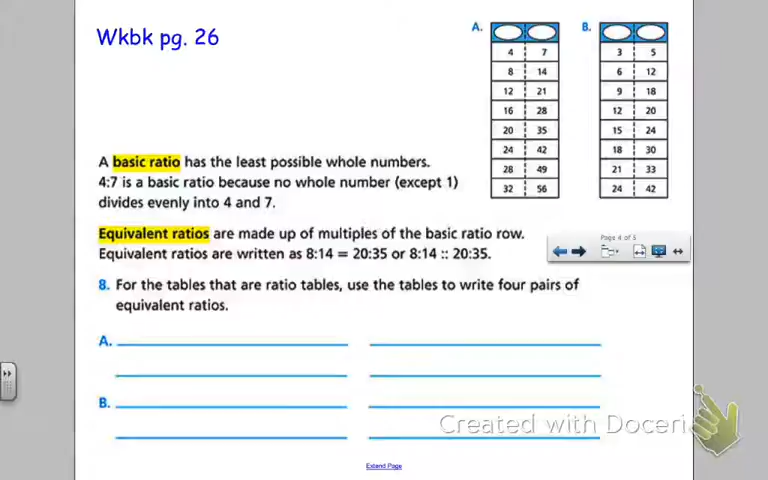 Wkbk pg. 26
A.
4 7
8 14
12 21
16 28
20 35
24 42
28 49
32 56
B.
3 5
6 12
9 18
12 20
15 24
18 30
21 33
24 42
A basic ratio has the least possible whole numbers.
4:7 is a basic ratio because no whole number (except 1)
divides evenly into 4 and 7.
Equivalent ratios are made up of multiples of the basic ratio row.
Equivalent ratios are written as 8:14 = 20:35 or 8:14 :: 20:35.
Page 4 of 5
8. For the tables that are ratio tables, use the tables to write four pairs of
equivalent ratios.
A.
B.
Created with Doceri
Extend Page